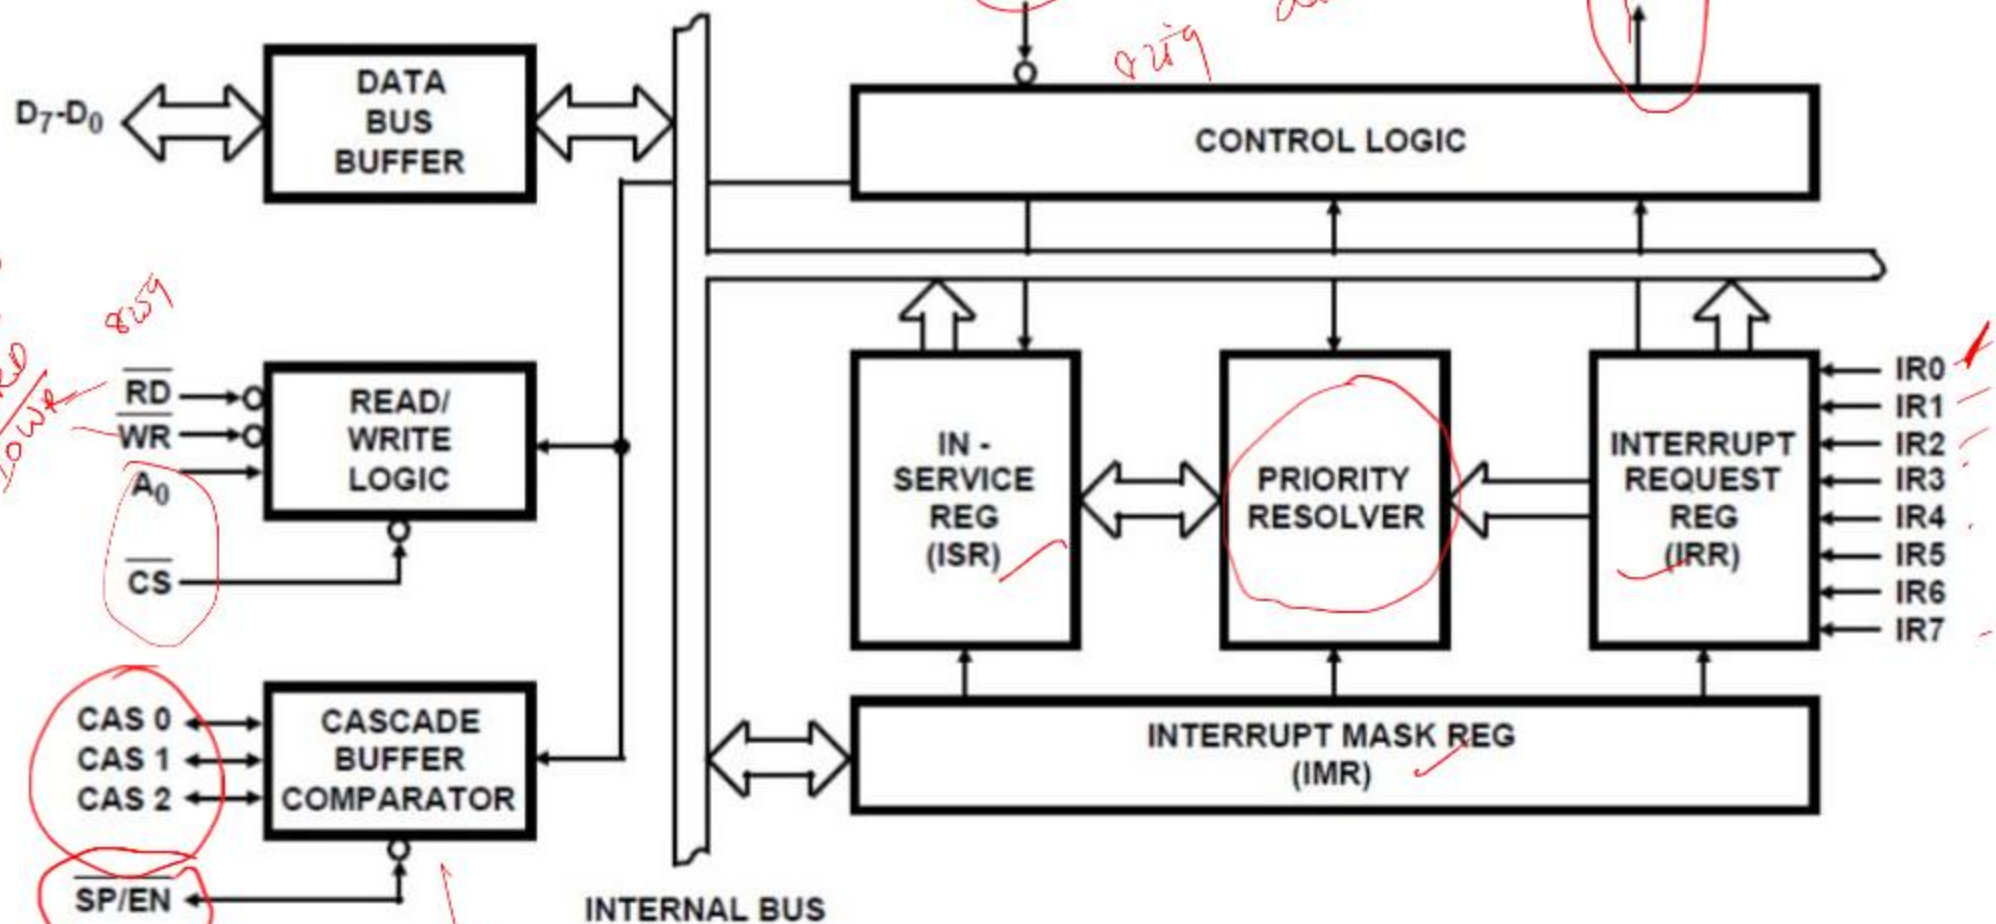 DATA
BUS
BUFFER
D7-D0
8259
CONTROL LOGIC
8259
RD
WR
A0
CS
READ/
WRITE
LOGIC
IOWR
IN -
SERVICE
REG
(ISR)
PRIORITY
RESOLVER
INTERRUPT
REQUEST
REG
(IRR)
IR0
IR1
IR2
IR3
IR4
IR5
IR6
IR7
CAS 0
CAS 1
CAS 2
CASCADE
BUFFER
COMPARATOR
SP/EN
INTERRUPT MASK REG
(IMR)
INTERNAL BUS